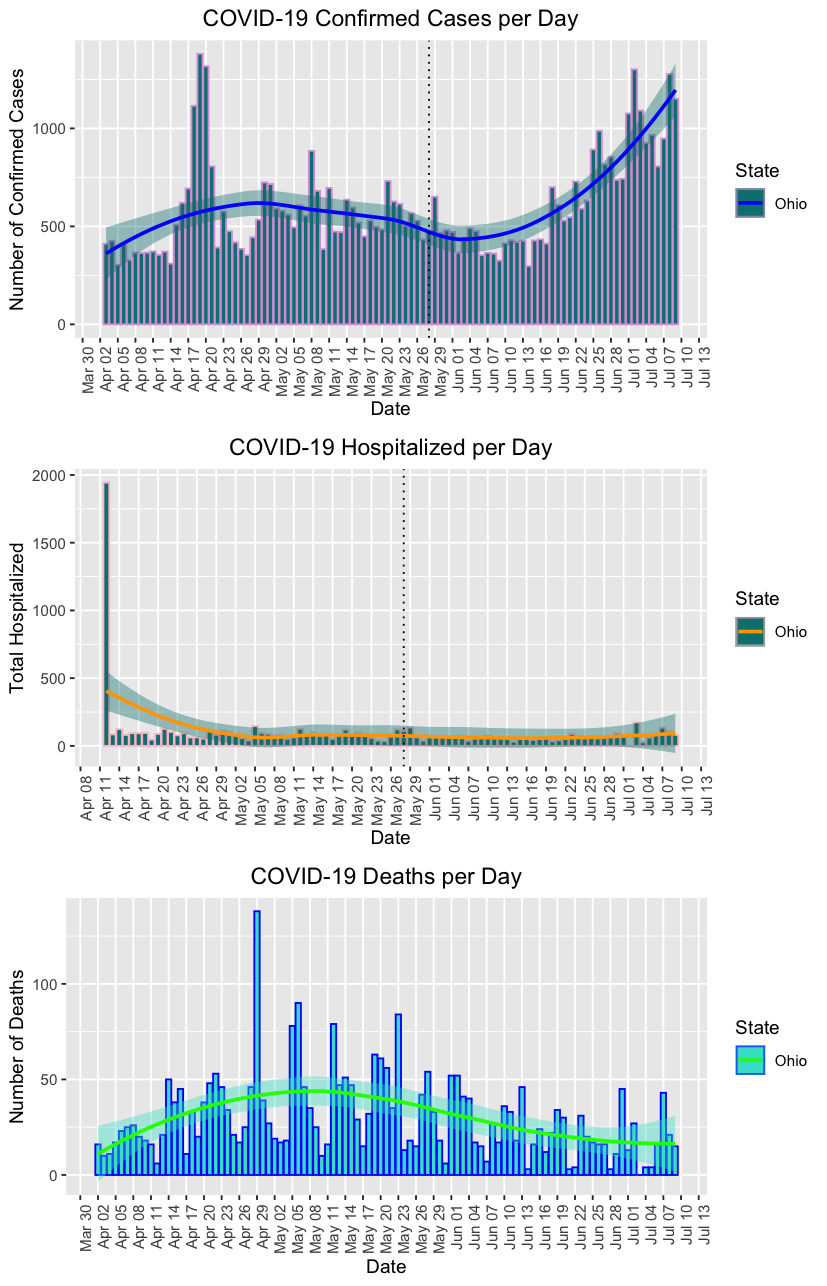 COVID-19 Confirmed Cases per Day
Number of Confirmed Cases
1000
500
0
Mar 30
Apr 02
Apr 05
Apr 08
Apr 11
Apr 14
Apr 17
Apr 20
Apr 23
Apr 26
Apr 29
May 02
May 05
May 08
May 11
May 14
May 17
May 20
May 23
May 26
May 29
Jun 01
Jun 04
Jun 07
Jun 10
Jun 13
Jun 16
Jun 19
Jun 22
Jun 25
Jun 28
Jul 01
Jul 04
Jul 07
Jul 10
Jul 13
Date
State
Ohio
COVID-19 Hospitalized per Day
Total Hospitalized
2000
1500
1000
500
0
Apr 08
Apr 11
Apr 14
Apr 17
Apr 20
Apr 23
Apr 26
Apr 29
May 02
May 05
May 08
May 11
May 14
May 17
May 20
May 23
May 26
May 29
Jun 01
Jun 04
Jun 07
Jun 10
Jun 13
Jun 16
Jun 19
Jun 22
Jun 25
Jun 28
Jul 01
Jul 04
Jul 07
Jul 10
Jul 13
Date
State
Ohio
COVID-19 Deaths per Day
Number of Deaths
100
50
0
Mar 30
Apr 02
Apr 05
Apr 08
Apr 11
Apr 14
Apr 17
Apr 20
Apr 23
Apr 26
Apr 29
May 02
May 05
May 08
May 11
May 14
May 17
May 20
May 23
May 26
May 29
Jun 01
Jun 04
Jun 07
Jun 10
Jun 13
Jun 16
Jun 19
Jun 22
Jun 25
Jun 28
Jul 01
Jul 04
Jul 07
Jul 10
Jul 13
Date
State
Ohio